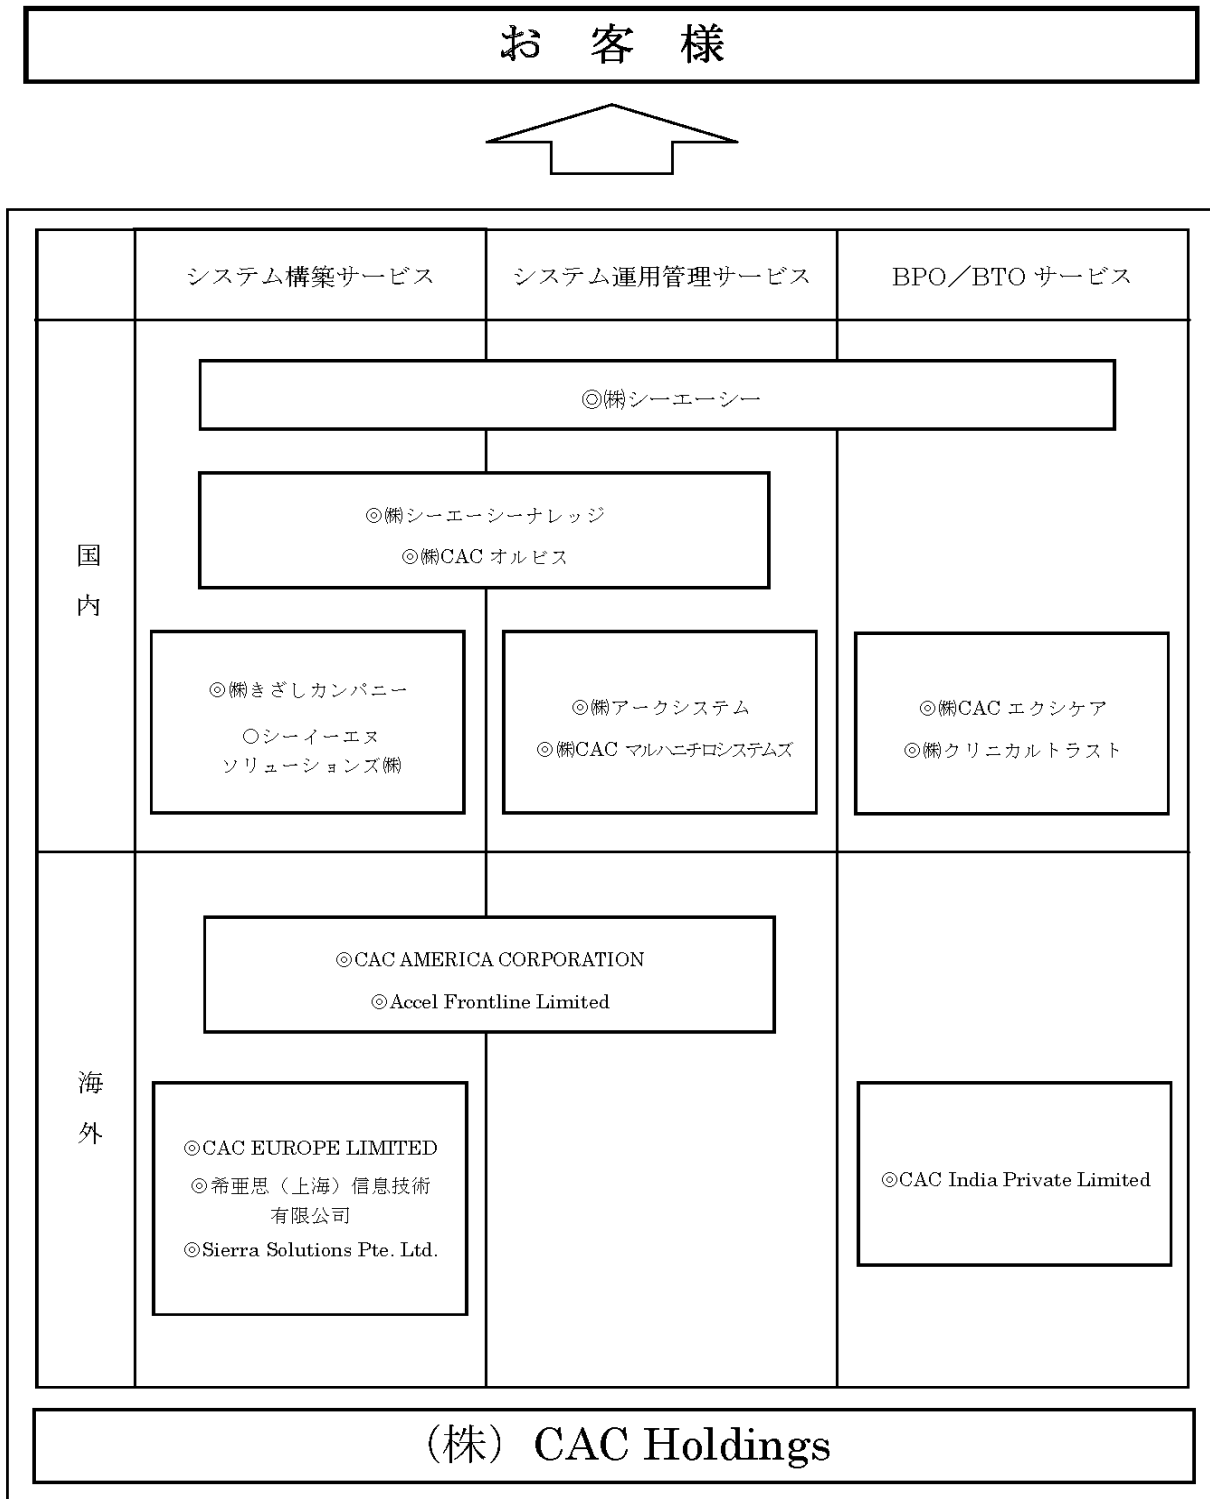 お 客 様
システム構築サービス
システム運用管理サービス
BPO／BTO サービス
国内
◎㈱シーエーシー
◎㈱シーエーシーナレッジ
◎㈱CAC オルビス
◎㈱きざしカンパニー
○シーイーエヌ
ソリューションズ㈱
◎㈱アークシステム
◎㈱CAC マルハニチロシステムズ
◎㈱CAC エクシケア
◎㈱クリニカルトラスト
海外
◎CAC AMERICA CORPORATION
◎Accel Frontline Limited
◎CAC EUROPE LIMITED
◎希亜思（上海）信息技術
有限公司
◎Sierra Solutions Pte. Ltd.
◎CAC India Private Limited
（株）CAC Holdings